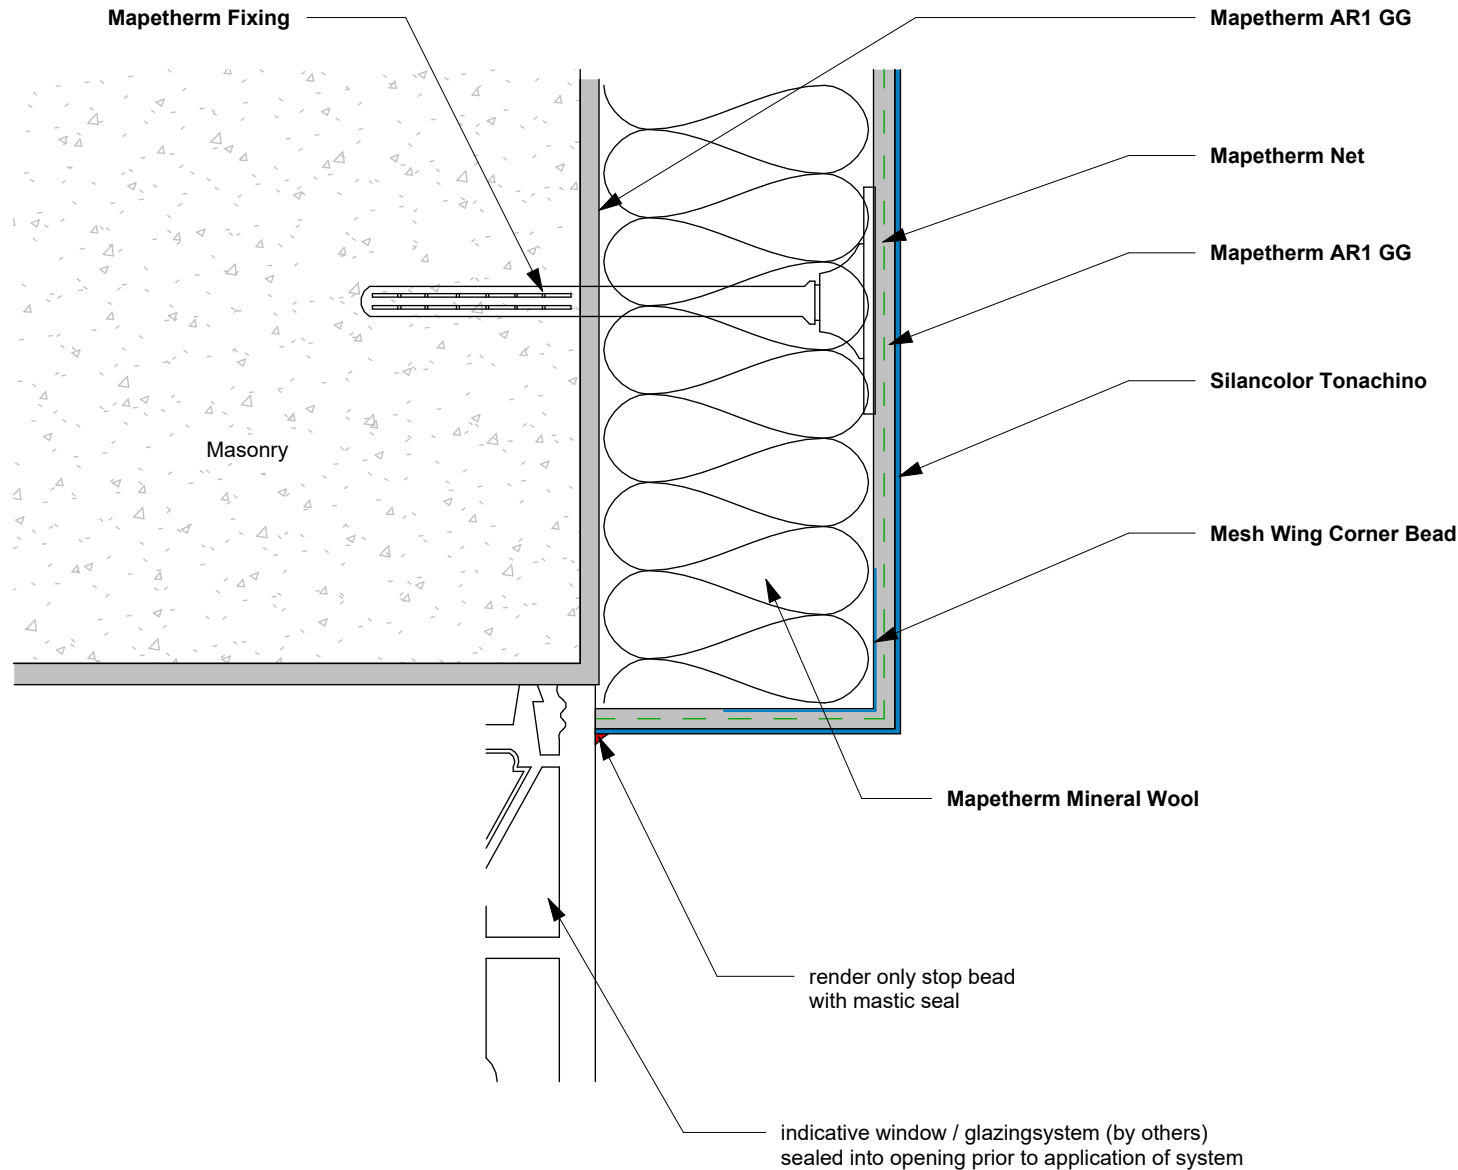 Mapetherm Fixing
Mapetherm AR1 GG
Mapetherm Net
Mapetherm AR1 GG
Silancolor Tonachino
Masonry
Mesh Wing Corner Bead
Mapetherm Mineral Wool
render only stop bead
with mastic seal
indicative window / glazingsystem (by others)
sealed into opening prior to application of system